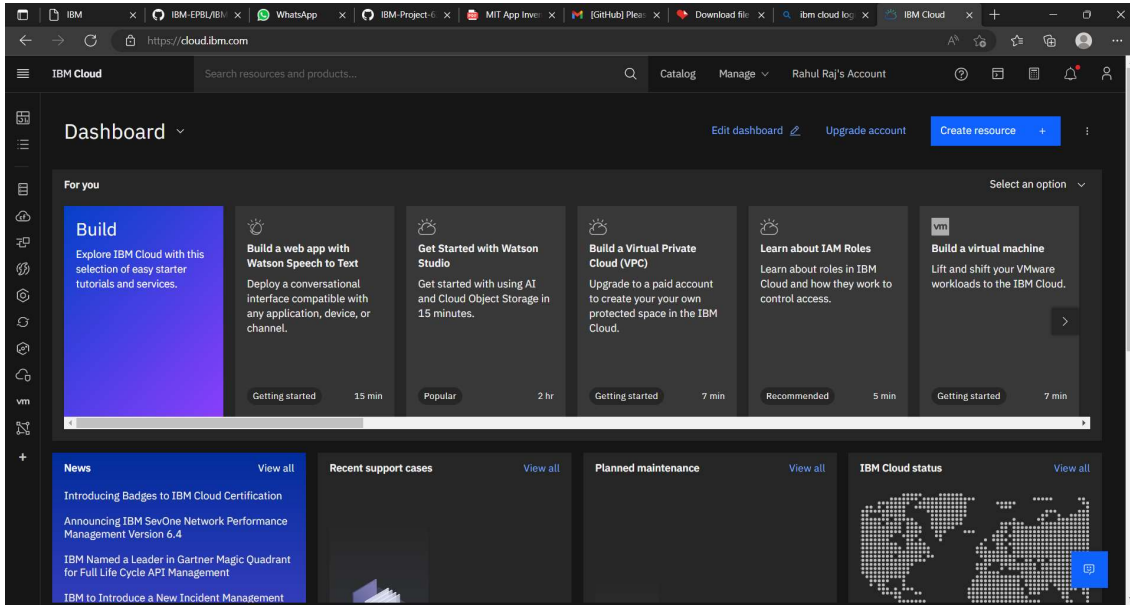 IBM
IBM-EPBL/IBM
WhatsApp
IBM-Project-6
MIT App Inver
[GitHub] Pleas
Download file
ibm cloud log
IBM Cloud
https://cloud.ibm.com
IBM Cloud
Search resources and products...
Catalog
Manage
Rahul Raj's Account
Dashboard
Edit dashboard
Upgrade account
Create resource +
For you
Select an option
Build
Explore IBM Cloud with this
selection of easy starter
tutorials and services.
Build a web app with
Watson Speech to Text
Deploy a conversational
interface compatible with
any application, device, or
channel.
Getting started
15 min
Get Started with Watson
Studio
Get started with using AI
and Cloud Object Storage in
15 minutes.
Popular
2 hr
Build a Virtual Private
Cloud (VPC)
Upgrade to a paid account
to create your your own
protected space in the IBM
Cloud.
Getting started
7 min
Learn about IAM Roles
Learn about roles in IBM
Cloud and how they work to
control access.
Recommended
5 min
vm
Build a virtual machine
Lift and shift your VMware
workloads to the IBM Cloud.
Getting started
7 min
vm
News
View all
Introducing Badges to IBM Cloud Certification
Announcing IBM SevOne Network Performance
Management Version 6.4
IBM Named a Leader in Gartner Magic Quadrant
for Full Life Cycle API Management
IBM to Introduce a New Incident Management
Recent support cases
View all
Planned maintenance
View all
IBM Cloud status
View all